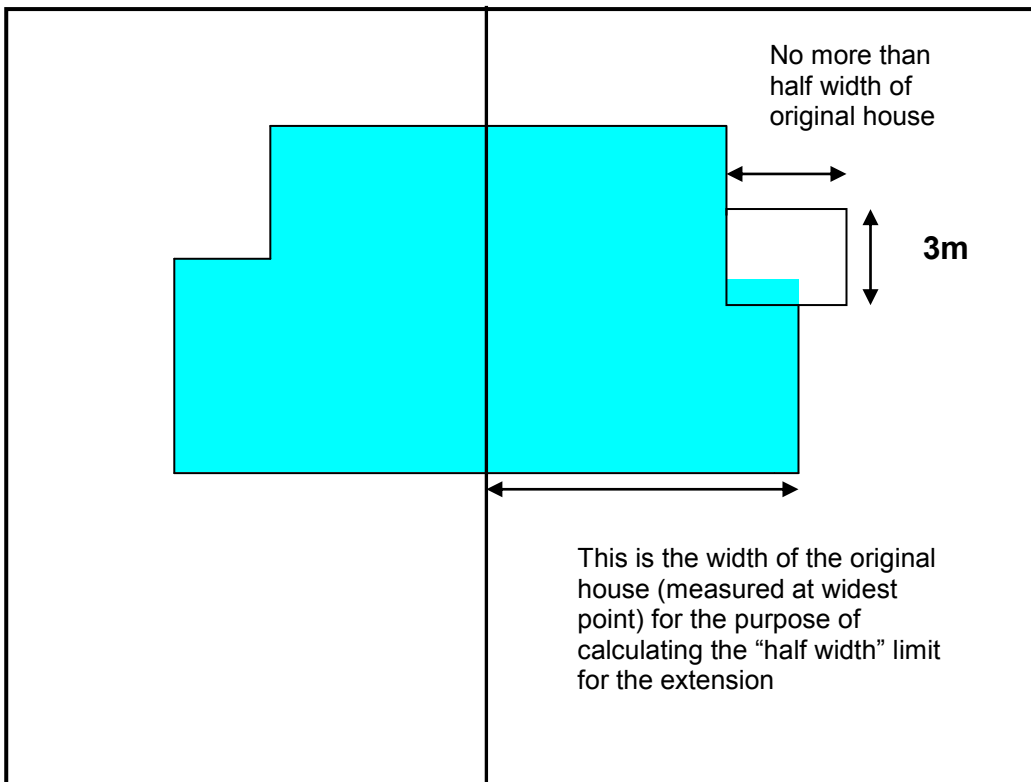 No more than
half width of
original house
3m
This is the width of the original
house (measured at widest
point) for the purpose of
calculating the “half width” limit
for the extension